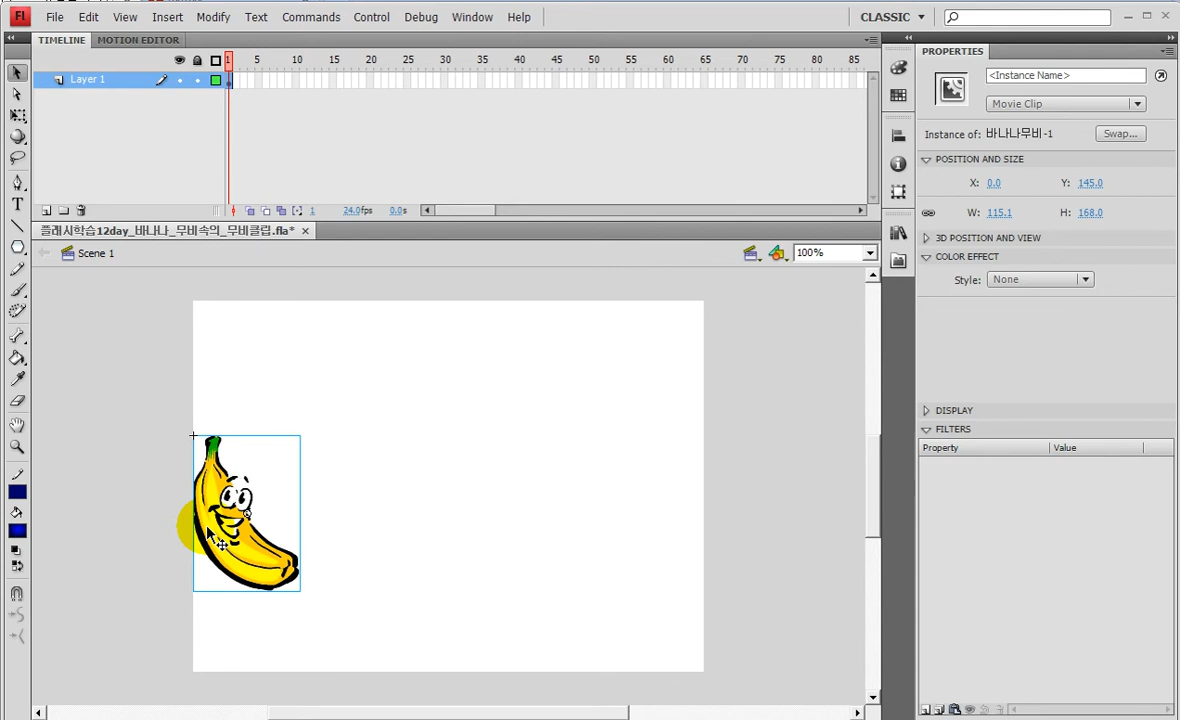 Fl File Edit View Insert Modify Text Commands Control Debug Window Help CLASSIC
TIMELINE MOTION EDITOR
1 5 10 15 20 25 30 35 40 45 50 55 60 65 70 75 80 85
Layer 1
1 24.0fps 0.0s
플래시학습12day_바나나_무비속의_무비클립.fla*
Scene 1 100%
PROPERTIES
<Instance Name>
Movie Clip
Instance of: 바나나무비-1 Swap...
POSITION AND SIZE
X: 0.0 Y: 145.0
W: 115.1 H: 168.0
3D POSITION AND VIEW
COLOR EFFECT
Style: None
DISPLAY
FILTERS
Property Value